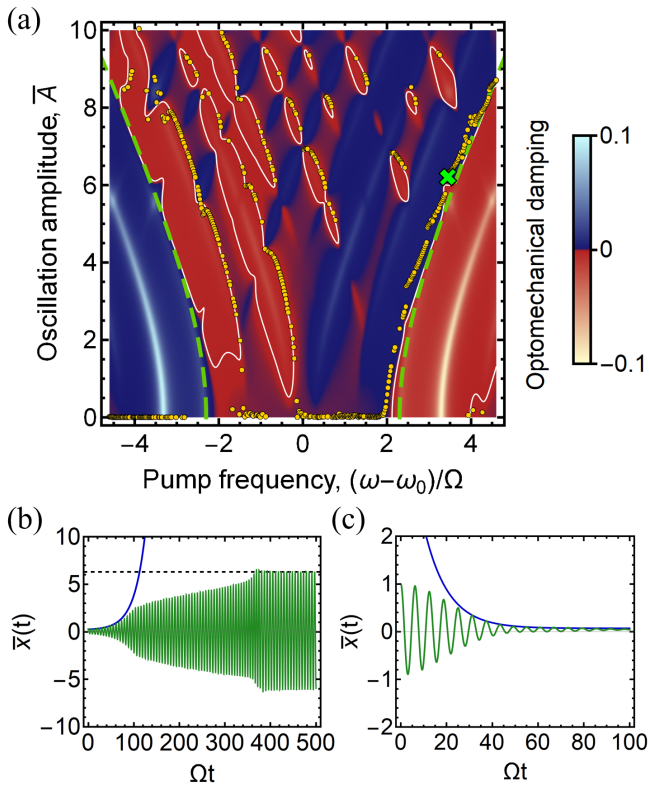 (a)
Oscillation amplitude, A̅
10
8
6
4
2
0
−4 −2 0 2 4
Pump frequency, (ω−ω₀)/Ω
Optomechanical damping
0.1
0
−0.1
(b)
x̅(t)
10
5
0
−5
−10
0 100 200 300 400 500
Ωt
(c)
x̅(t)
2
1
0
−1
−2
0 20 40 60 80 100
Ωt